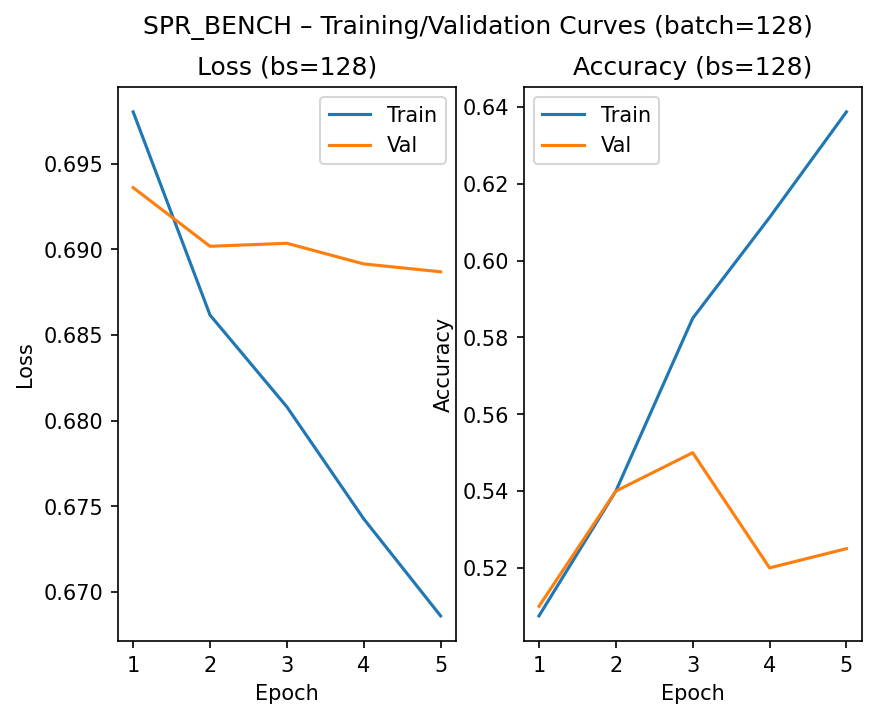 SPR_BENCH – Training/Validation Curves (batch=128)
Loss (bs=128)
Train
Val
Loss
0.695
0.690
0.685
0.680
0.675
0.670
1 2 3 4 5
Epoch
Accuracy (bs=128)
Train
Val
Accuracy
0.64
0.62
0.60
0.58
0.56
0.54
0.52
1 2 3 4 5
Epoch